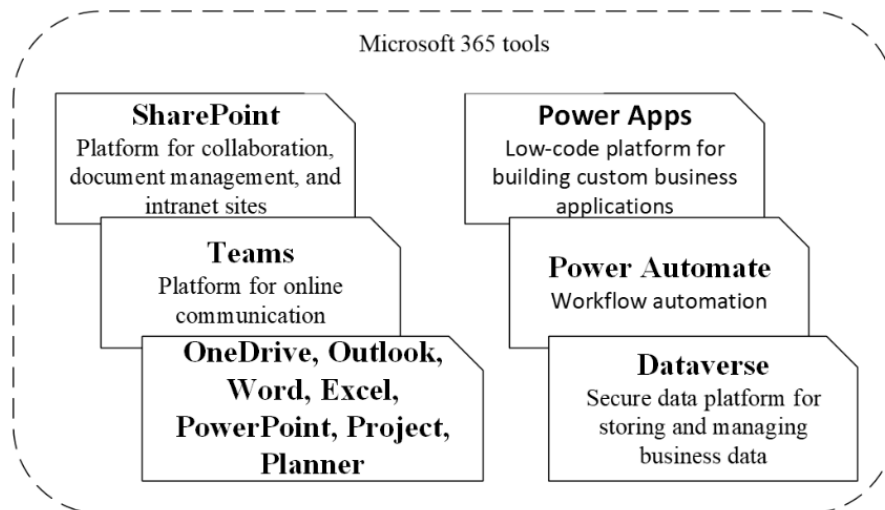 Microsoft 365 tools
SharePoint
Platform for collaboration,
document management, and
intranet sites
Teams
Platform for online
communication
OneDrive, Outlook,
Word, Excel,
PowerPoint, Project,
Planner
Power Apps
Low-code platform for
building custom business
applications
Power Automate
Workflow automation
Dataverse
Secure data platform for
storing and managing
business data